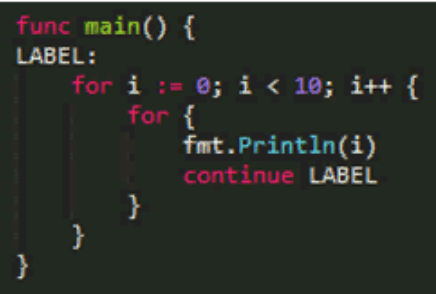 func main() {
LABEL:
    for i := 0; i < 10; i++ {
        for {
            fmt.Println(i)
            continue LABEL
        }
    }
}